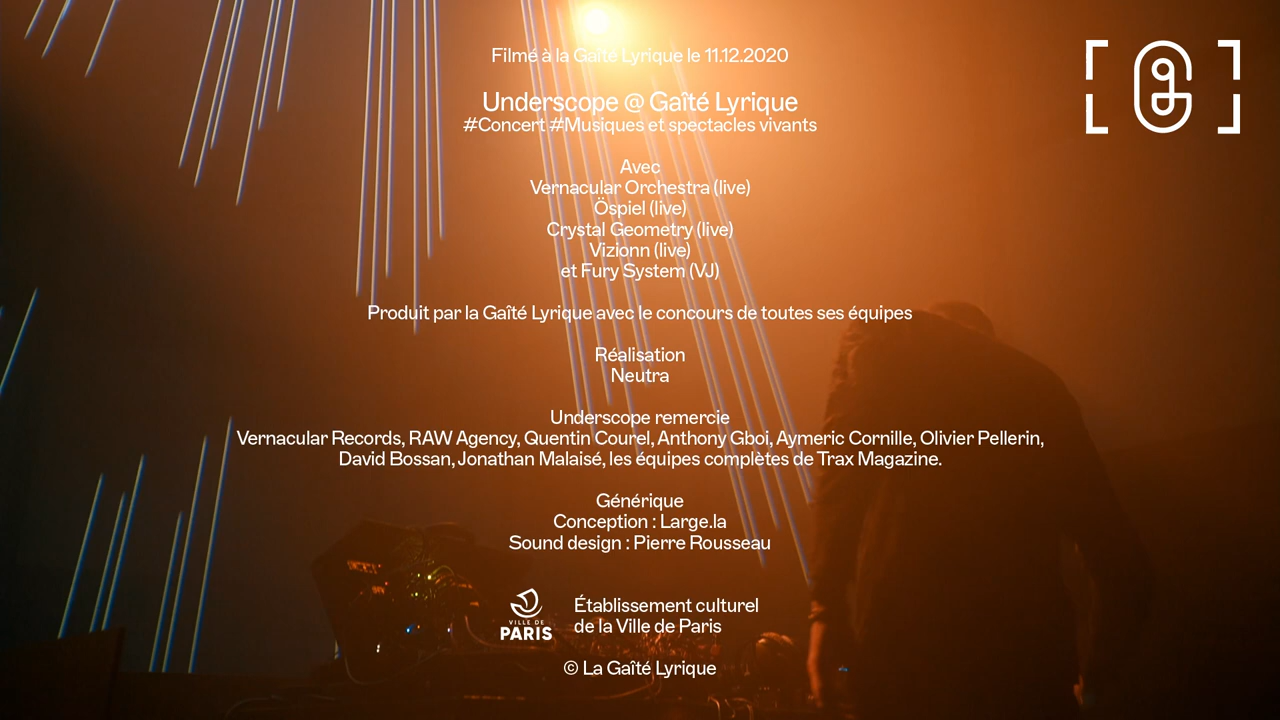 Filmé à la Gaîté Lyrique le 11.12.2020
Underscope @ Gaîté Lyrique
#Concert #Musiques et spectacles vivants
Avec
Vernacular Orchestra (live)
Öspiel (live)
Crystal Geometry (live)
Vizionn (live)
et Fury System (VJ)
Produit par la Gaîté Lyrique avec le concours de toutes ses équipes
Réalisation
Neutra
Underscope remercie
Vernacular Records, RAW Agency, Quentin Courel, Anthony Gboi, Aymeric Cornille, Olivier Pellerin,
David Bossan, Jonathan Malaisé, les équipes complètes de Trax Magazine.
Générique
Conception : Large.la
Sound design : Pierre Rousseau
VILLE DE
PARIS
Établissement culturel
de la Ville de Paris
© La Gaîté Lyrique